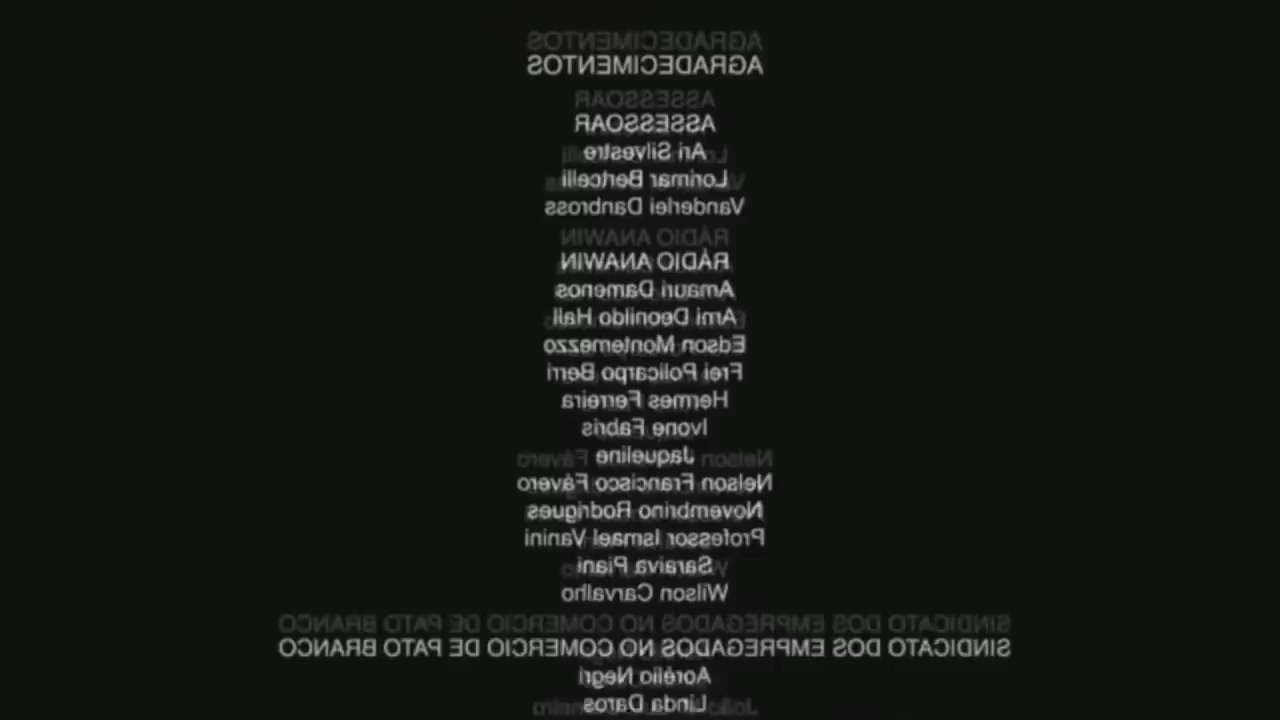 AGRADECIMENTOS
ASSESSOAR
Ari Silvestre
Lorimar Bertcelli
Vanderlei Danbross
RÁDIO ANAWIN
Amauri Damenos
Arni Deonildo Hall
Edson Montemezzo
Frei Policarpo Berri
Hermes Ferreira
Ivone Fabris
Jaqueline
Nelson Francisco Fávero
Novembrino Rodrigues
Professor Ismael Vanini
Saraiva Piani
Wilson Carvalho
SINDICATO DOS EMPREGADOS NO COMERCIO DE PATO BRANCO
Aorélio Negri
Linda Daros